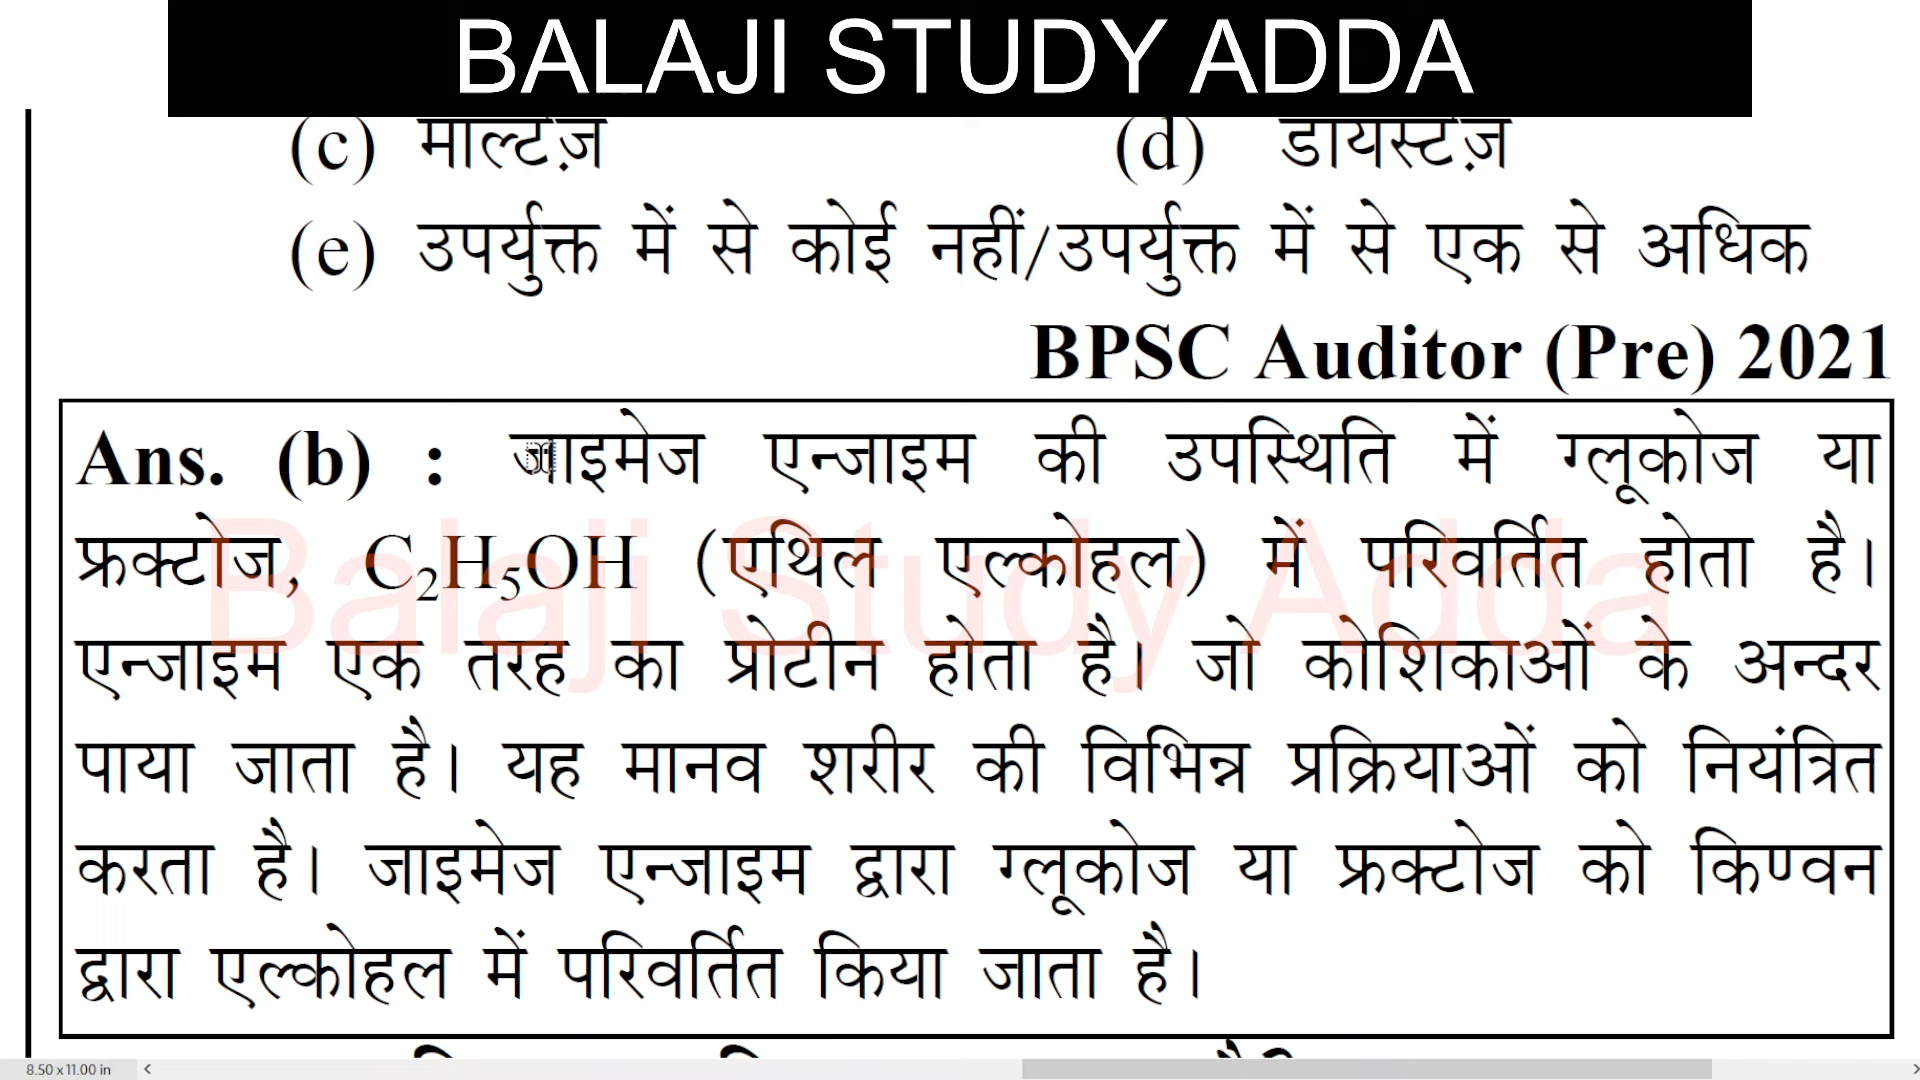 BALAJI STUDY ADDA
(c) माल्टेज़ (d) डायस्टेज़
(e) उपर्युक्त में से कोई नहीं/उपर्युक्त में से एक से अधिक
BPSC Auditor (Pre) 2021
Ans. (b) : जाइमेज एन्जाइम की उपस्थिति में ग्लूकोज या
फ्रक्टोज, C₂H₅OH (एथिल एल्कोहल) में परिवर्तित होता है।
एन्जाइम एक तरह का प्रोटीन होता है। जो कोशिकाओं के अन्दर
पाया जाता है। यह मानव शरीर की विभिन्न प्रक्रियाओं को नियंत्रित
करता है। जाइमेज एन्जाइम द्वारा ग्लूकोज या फ्रक्टोज को किण्वन
द्वारा एल्कोहल में परिवर्तित किया जाता है।
Balaji Study Adda
8.50 x 11.00 in